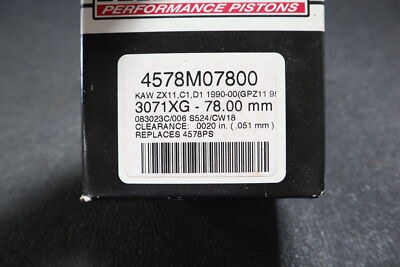 PERFORMANCE PISTONS
4578M07800
KAW ZX11,C1,D1 1990-00(GPZ11 95
3071XG - 78.00 mm
083023C/006 S524/CW18
CLEARANCE: .0020 in. ( .051 mm )
REPLACES 4578PS